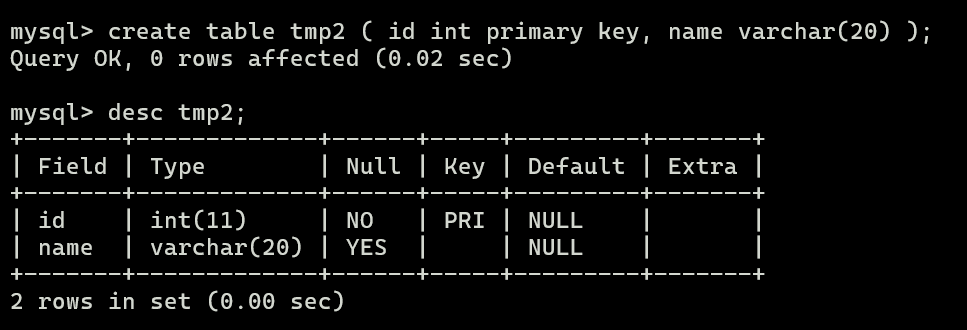 mysql> create table tmp2 ( id int primary key, name varchar(20) );
Query OK, 0 rows affected (0.02 sec)

mysql> desc tmp2;
+-------+-------------+------+-----+---------+-------+
| Field | Type        | Null | Key | Default | Extra |
+-------+-------------+------+-----+---------+-------+
| id    | int(11)     | NO   | PRI | NULL    |       |
| name  | varchar(20) | YES  |     | NULL    |       |
+-------+-------------+------+-----+---------+-------+
2 rows in set (0.00 sec)